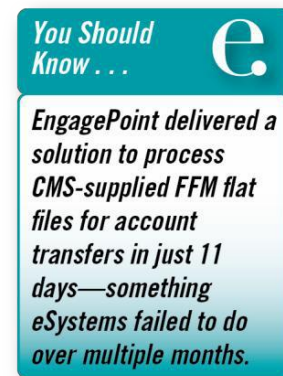 You Should
Know . . .
e.
EngagePoint delivered a
solution to process
CMS-supplied FFM flat
files for account
transfers in just 11
days—something
eSystems failed to do
over multiple months.